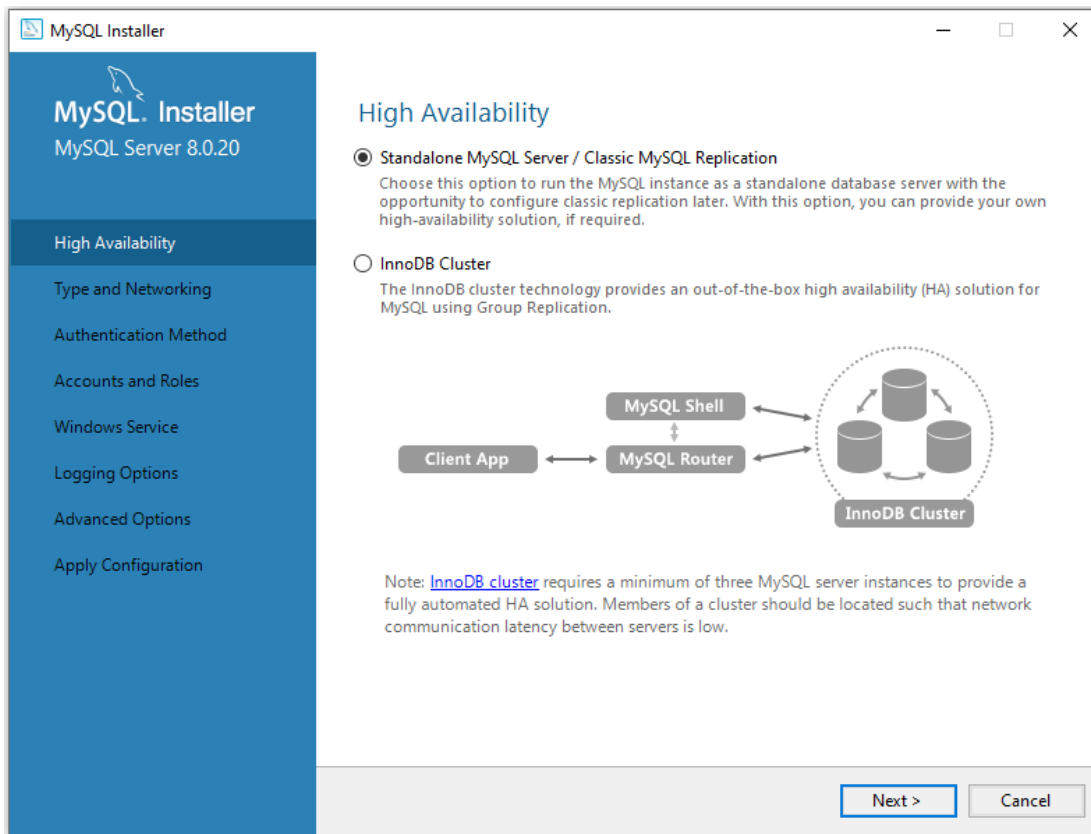 MySQL Installer
MySQL. Installer
MySQL Server 8.0.20
High Availability
Type and Networking
Authentication Method
Accounts and Roles
Windows Service
Logging Options
Advanced Options
Apply Configuration
High Availability
Standalone MySQL Server / Classic MySQL Replication
Choose this option to run the MySQL instance as a standalone database server with the
opportunity to configure classic replication later. With this option, you can provide your own
high-availability solution, if required.
InnoDB Cluster
The InnoDB cluster technology provides an out-of-the-box high availability (HA) solution for
MySQL using Group Replication.
MySQL Shell
Client App
MySQL Router
InnoDB Cluster
Note: InnoDB cluster requires a minimum of three MySQL server instances to provide a
fully automated HA solution. Members of a cluster should be located such that network
communication latency between servers is low.
Next >
Cancel